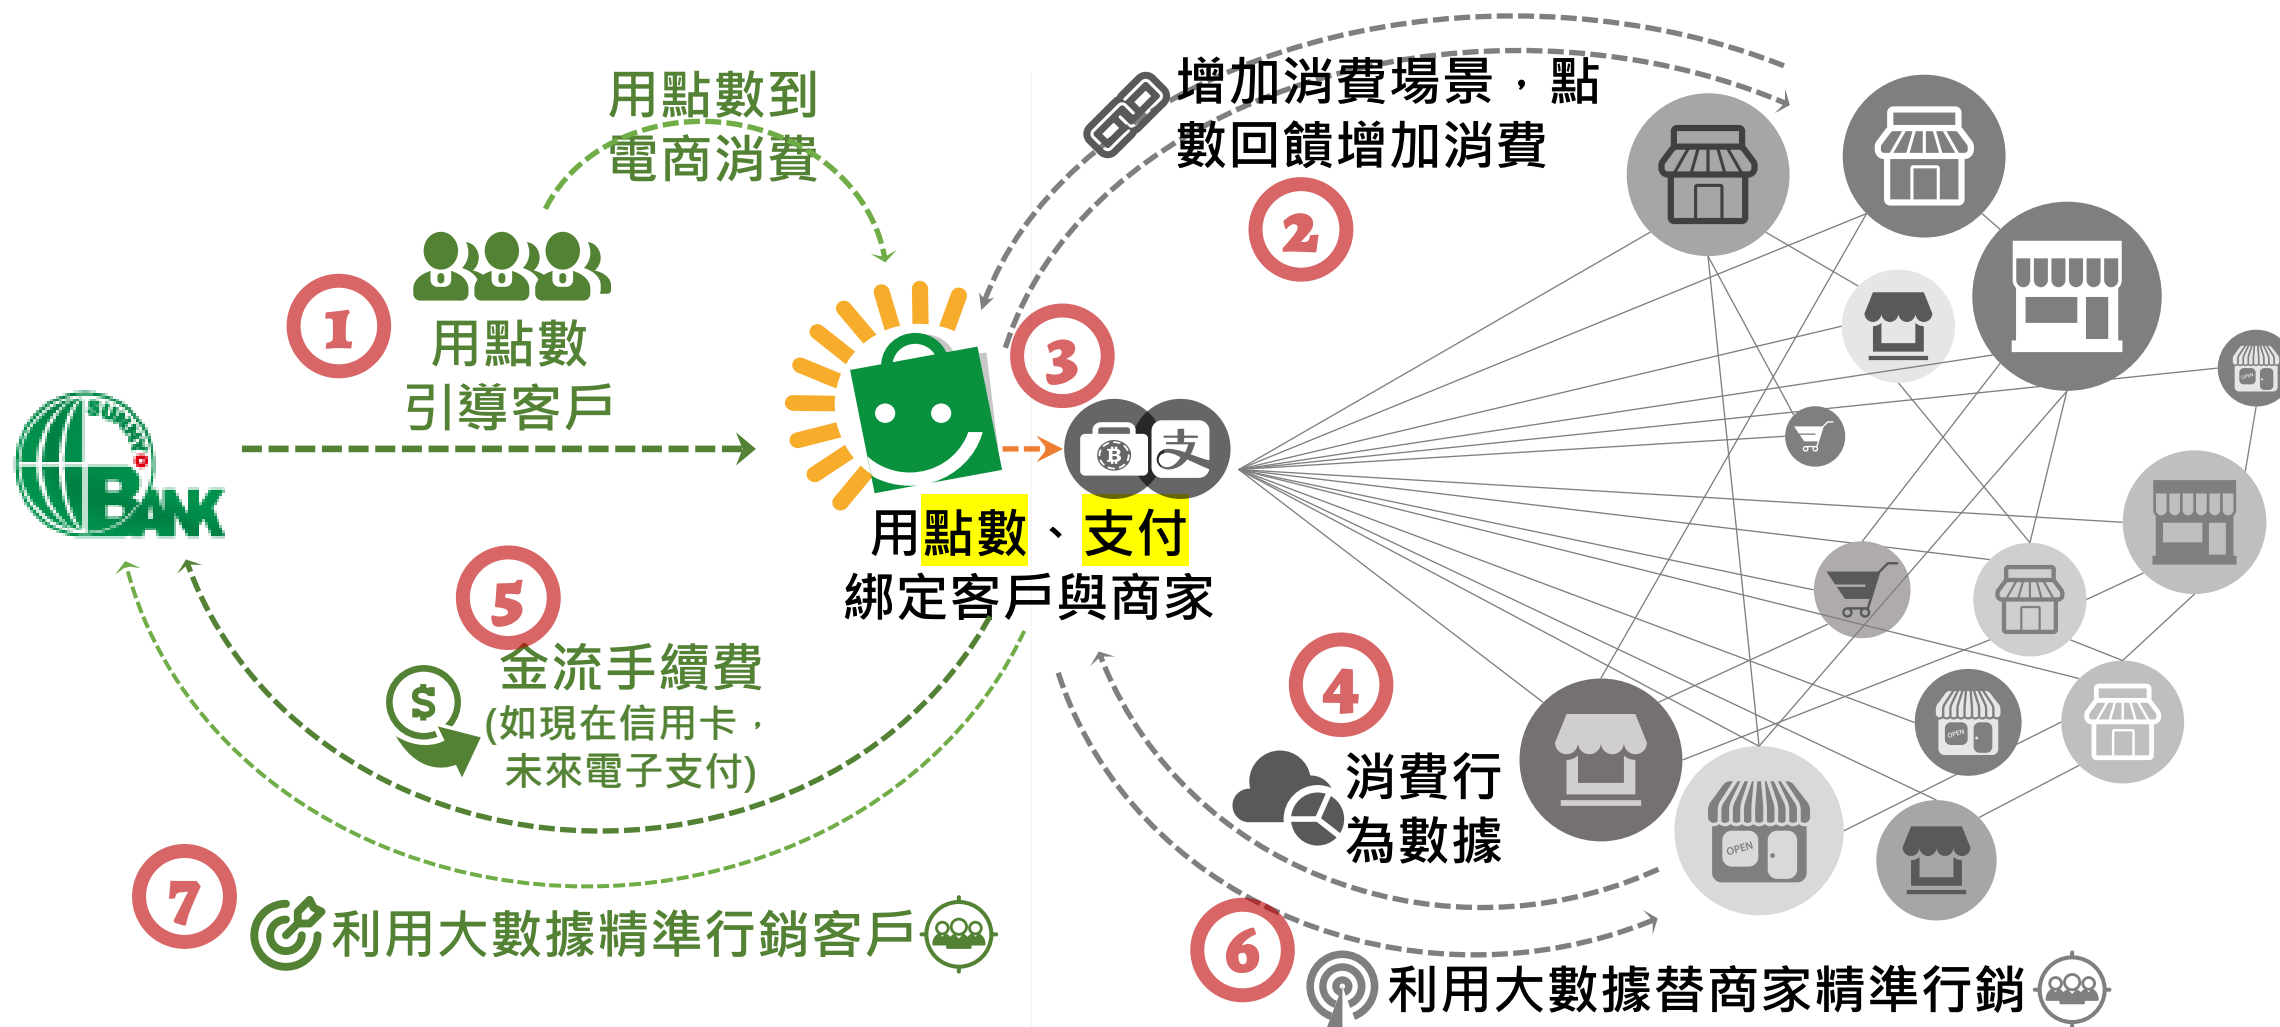 用點數到
電商消費
增加消費場景，點
數回饋增加消費
2
1
用點數
引導客戶
3
SUNNY
BANK
支
用點數、支付
綁定客戶與商家
5
金流手續費
(如現在信用卡，
未來電子支付)
4
消費行
為數據
7
利用大數據精準行銷客戶
6
利用大數據替商家精準行銷
OPEN
OPEN
OPEN